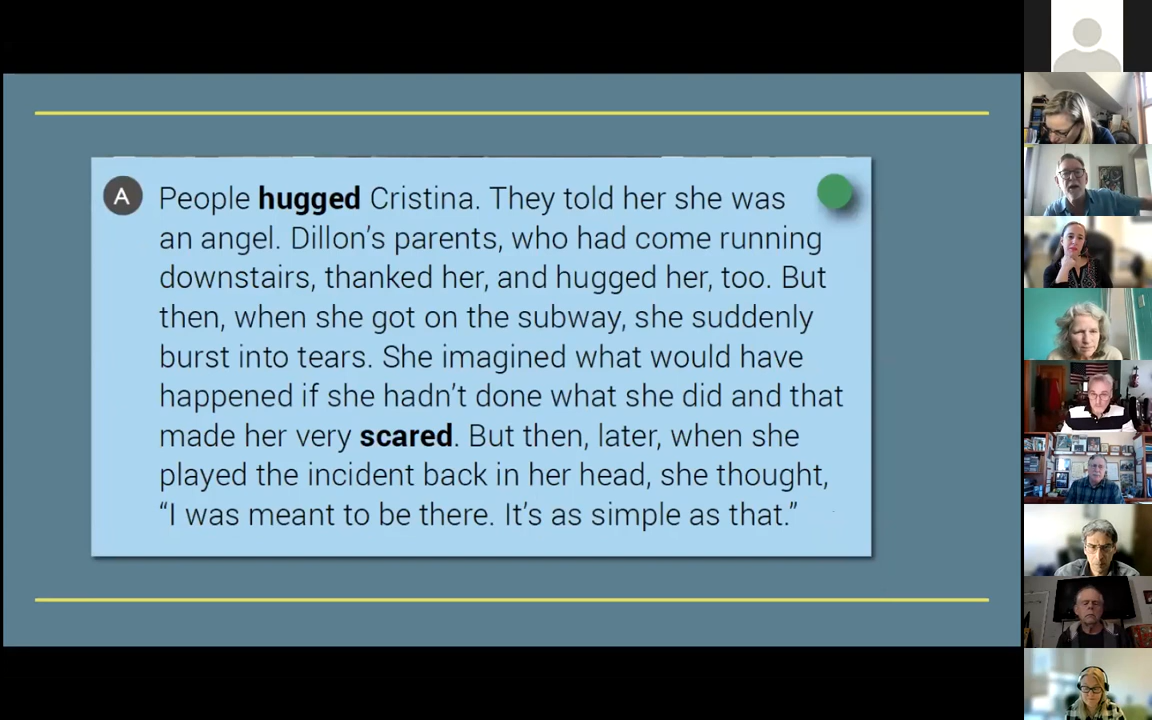 A
People hugged Cristina. They told her she was
an angel. Dillon’s parents, who had come running
downstairs, thanked her, and hugged her, too. But
then, when she got on the subway, she suddenly
burst into tears. She imagined what would have
happened if she hadn’t done what she did and that
made her very scared. But then, later, when she
played the incident back in her head, she thought,
“I was meant to be there. It’s as simple as that.”